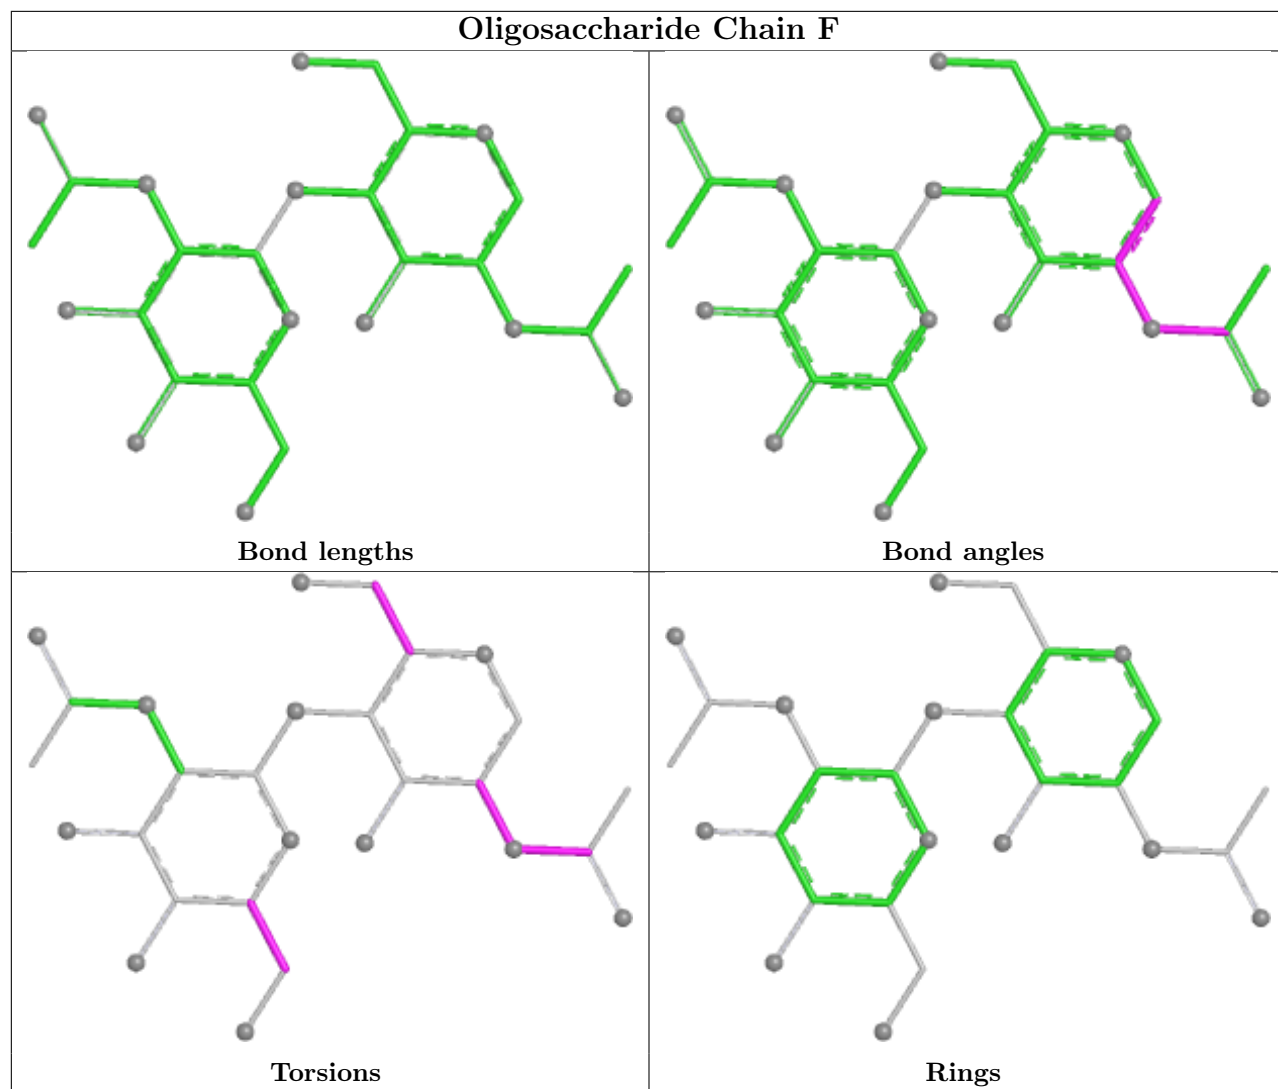 Oligosaccharide Chain F
Bond lengths
Bond angles
Torsions
Rings